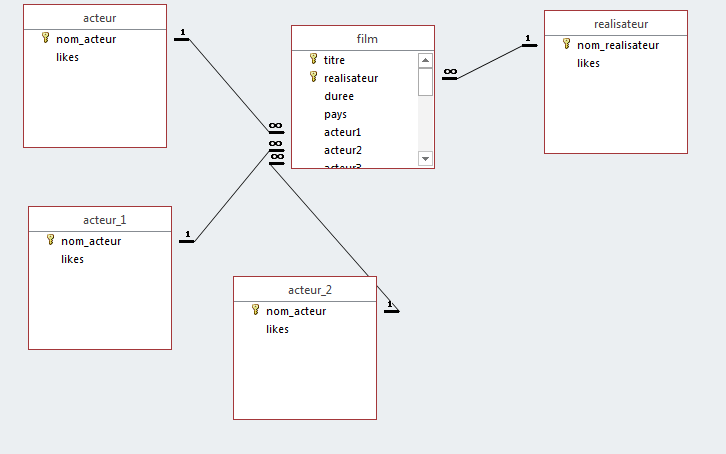 acteur
nom_acteur
likes
1
film
titre
realisateur
duree
pays
acteur1
acteur2
acteur3
∞
∞
∞
∞
1
realisateur
nom_realisateur
likes
acteur_1
nom_acteur
likes
1
acteur_2
nom_acteur
likes
1